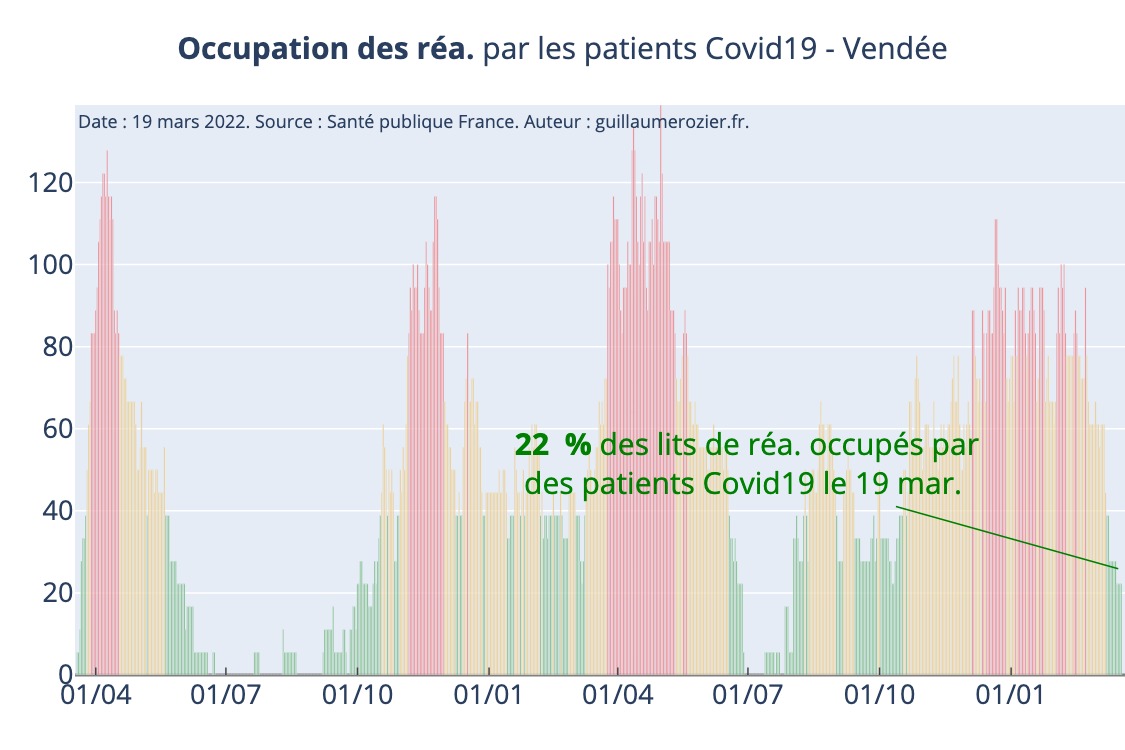 Occupation des réa. par les patients Covid19 - Vendée
Date : 19 mars 2022. Source : Santé publique France. Auteur : guillaumerozier.fr.
120
100
80
60
40
20
0
22 % des lits de réa. occupés par
des patients Covid19 le 19 mar.
01/04 01/07 01/10 01/01 01/04 01/07 01/10 01/01